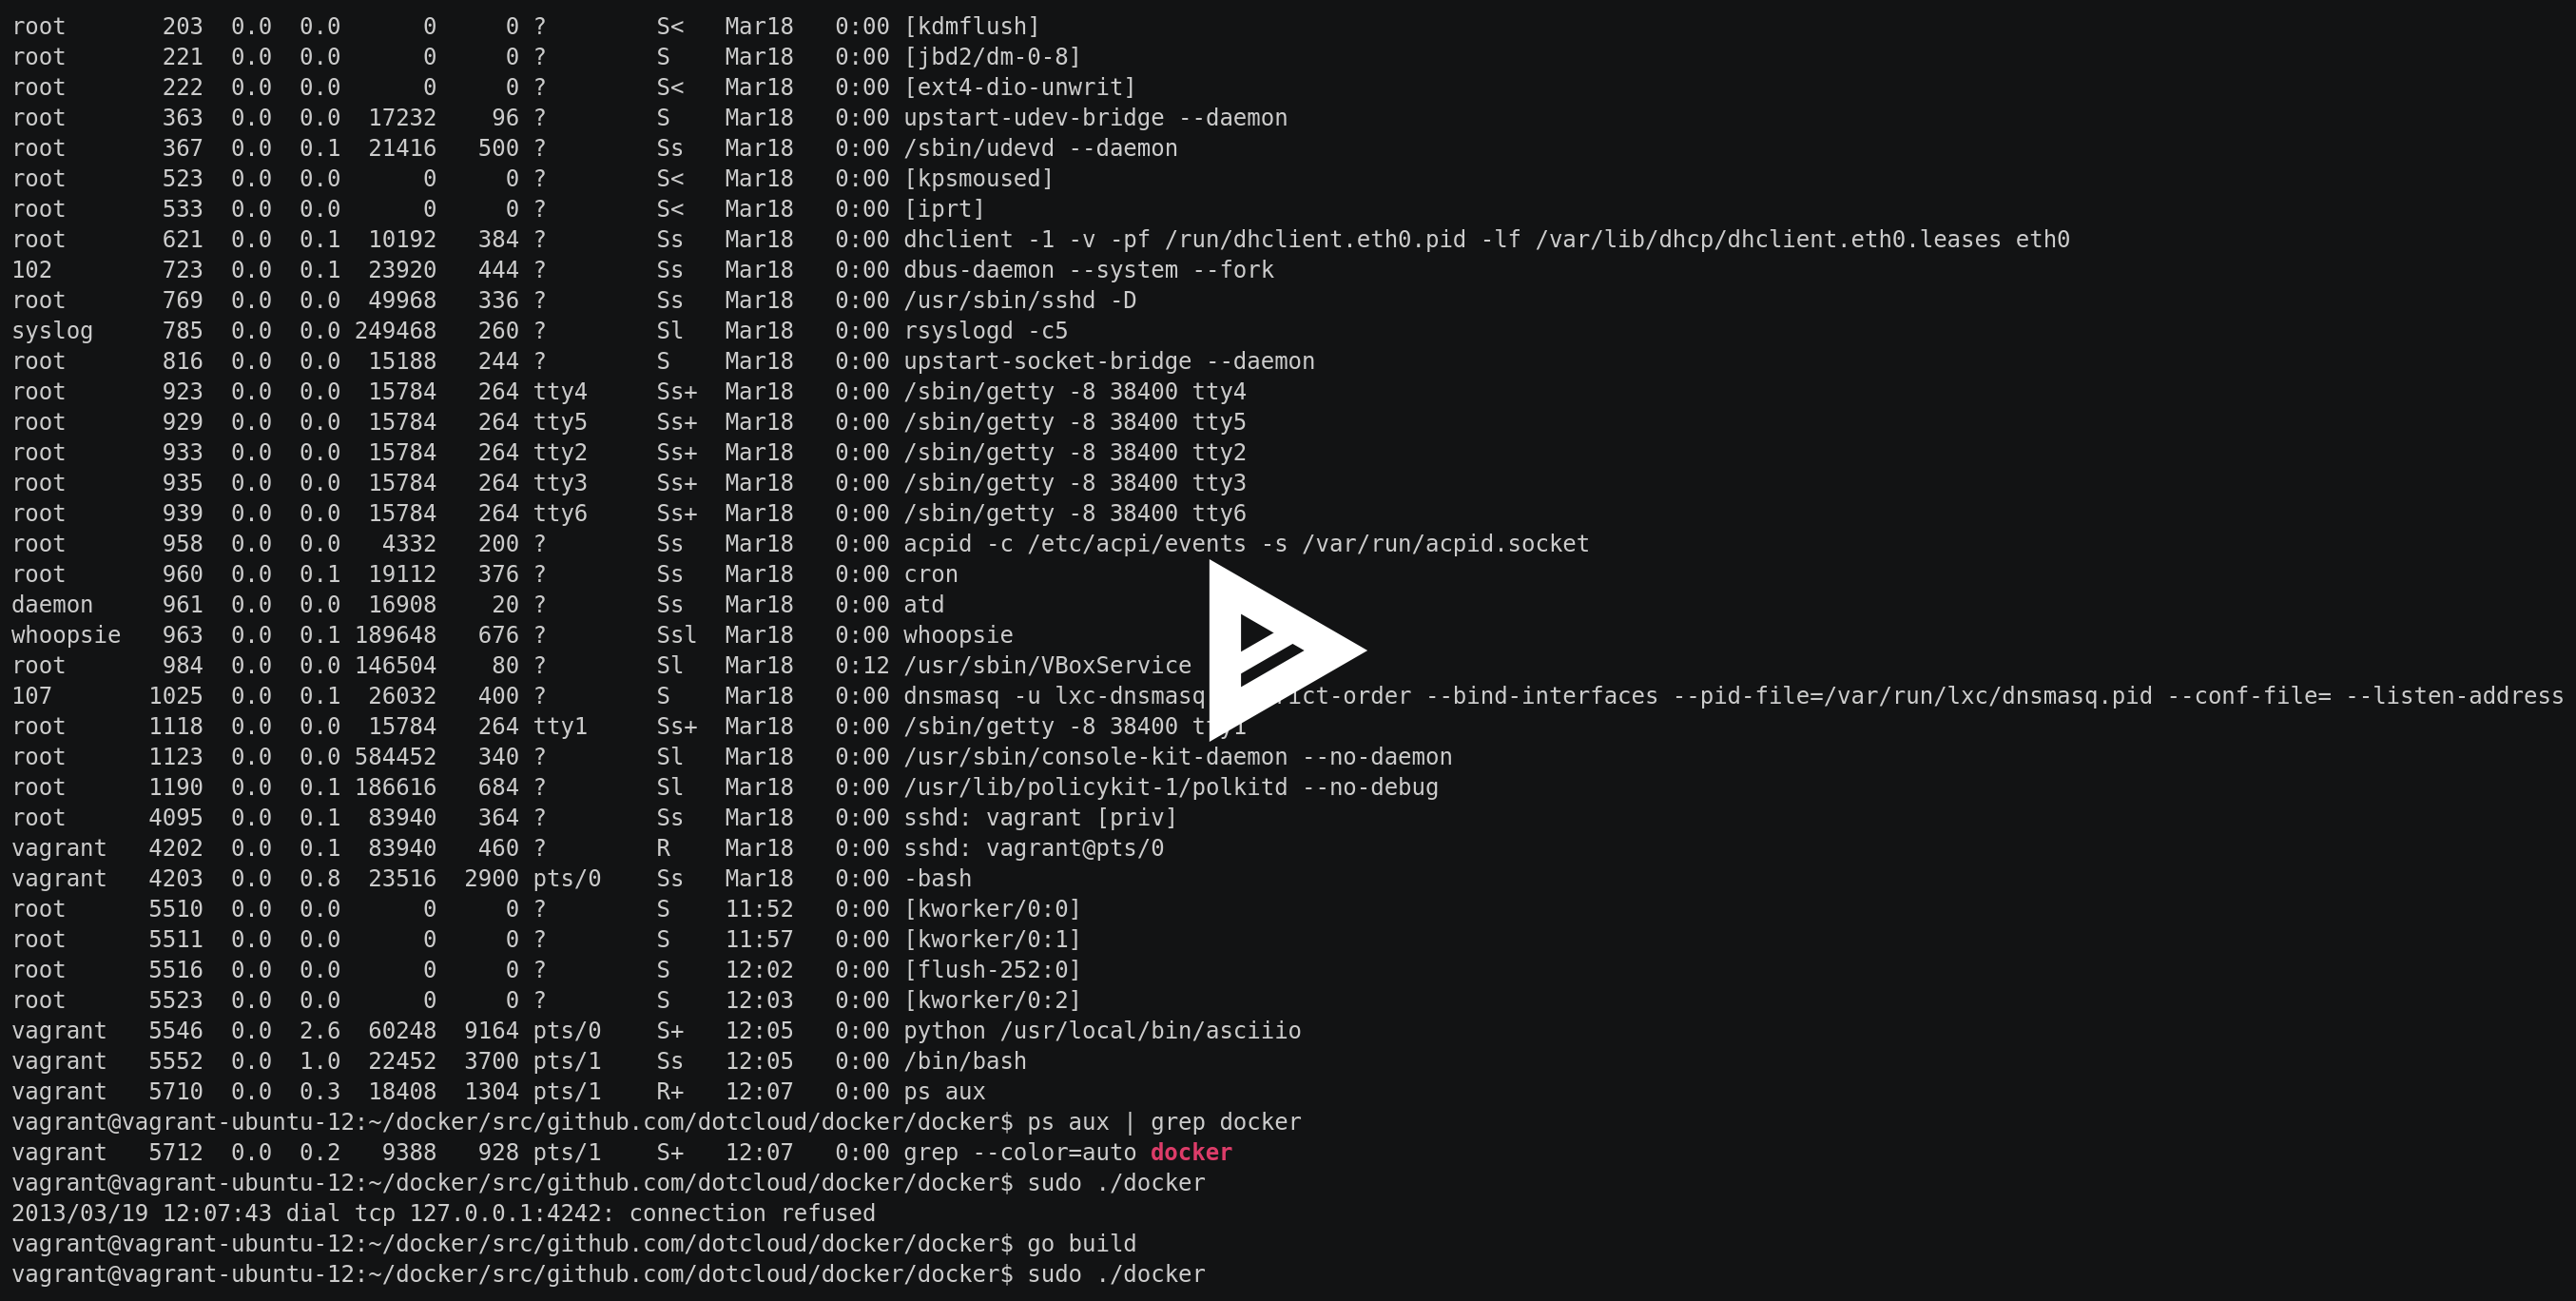 root       203  0.0  0.0      0     0 ?        S<   Mar18   0:00 [kdmflush]
root       221  0.0  0.0      0     0 ?        S    Mar18   0:00 [jbd2/dm-0-8]
root       222  0.0  0.0      0     0 ?        S<   Mar18   0:00 [ext4-dio-unwrit]
root       363  0.0  0.0  17232    96 ?        S    Mar18   0:00 upstart-udev-bridge --daemon
root       367  0.0  0.1  21416   500 ?        Ss   Mar18   0:00 /sbin/udevd --daemon
root       523  0.0  0.0      0     0 ?        S<   Mar18   0:00 [kpsmoused]
root       533  0.0  0.0      0     0 ?        S<   Mar18   0:00 [iprt]
root       621  0.0  0.1  10192   384 ?        Ss   Mar18   0:00 dhclient -1 -v -pf /run/dhclient.eth0.pid -lf /var/lib/dhcp/dhclient.eth0.leases eth0
102        723  0.0  0.1  23920   444 ?        Ss   Mar18   0:00 dbus-daemon --system --fork
root       769  0.0  0.0  49968   336 ?        Ss   Mar18   0:00 /usr/sbin/sshd -D
syslog     785  0.0  0.0 249468   260 ?        Sl   Mar18   0:00 rsyslogd -c5
root       816  0.0  0.0  15188   244 ?        S    Mar18   0:00 upstart-socket-bridge --daemon
root       923  0.0  0.0  15784   264 tty4     Ss+  Mar18   0:00 /sbin/getty -8 38400 tty4
root       929  0.0  0.0  15784   264 tty5     Ss+  Mar18   0:00 /sbin/getty -8 38400 tty5
root       933  0.0  0.0  15784   264 tty2     Ss+  Mar18   0:00 /sbin/getty -8 38400 tty2
root       935  0.0  0.0  15784   264 tty3     Ss+  Mar18   0:00 /sbin/getty -8 38400 tty3
root       939  0.0  0.0  15784   264 tty6     Ss+  Mar18   0:00 /sbin/getty -8 38400 tty6
root       958  0.0  0.0   4332   200 ?        Ss   Mar18   0:00 acpid -c /etc/acpi/events -s /var/run/acpid.socket
root       960  0.0  0.1  19112   376 ?        Ss   Mar18   0:00 cron
daemon     961  0.0  0.0  16908    20 ?        Ss   Mar18   0:00 atd
whoopsie   963  0.0  0.1 189648   676 ?        Ssl  Mar18   0:00 whoopsie
root       984  0.0  0.0 146504    80 ?        Sl   Mar18   0:12 /usr/sbin/VBoxService
107       1025  0.0  0.1  26032   400 ?        S    Mar18   0:00 dnsmasq -u lxc-dnsmasq --bind-interfaces --pid-file=/var/run/lxc/dnsmasq.pid --conf-file= --listen-address
root      1118  0.0  0.0  15784   264 tty1     Ss+  Mar18   0:00 /sbin/getty -8 38400 tty1
root      1123  0.0  0.0 584452   340 ?        Sl   Mar18   0:00 /usr/sbin/console-kit-daemon --no-daemon
root      1190  0.0  0.1 186616   684 ?        Sl   Mar18   0:00 /usr/lib/policykit-1/polkitd --no-debug
root      4095  0.0  0.1  83940   364 ?        Ss   Mar18   0:00 sshd: vagrant [priv]
vagrant   4202  0.0  0.1  83940   460 ?        R    Mar18   0:00 sshd: vagrant@pts/0
vagrant   4203  0.0  0.8  23516  2900 pts/0    Ss   Mar18   0:00 -bash
root      5510  0.0  0.0      0     0 ?        S    11:52   0:00 [kworker/0:0]
root      5511  0.0  0.0      0     0 ?        S    11:57   0:00 [kworker/0:1]
root      5516  0.0  0.0      0     0 ?        S    12:02   0:00 [flush-252:0]
root      5523  0.0  0.0      0     0 ?        S    12:03   0:00 [kworker/0:2]
vagrant   5546  0.0  2.6  60248  9164 pts/0    S+   12:05   0:00 python /usr/local/bin/asciiio
vagrant   5552  0.0  1.0  22452  3700 pts/1    Ss   12:05   0:00 /bin/bash
vagrant   5710  0.0  0.3  18408  1304 pts/1    R+   12:07   0:00 ps aux
vagrant@vagrant-ubuntu-12:~/docker/src/github.com/dotcloud/docker/docker$ ps aux | grep docker
vagrant   5712  0.0  0.2   9388   928 pts/1    S+   12:07   0:00 grep --color=auto docker
vagrant@vagrant-ubuntu-12:~/docker/src/github.com/dotcloud/docker/docker$ sudo ./docker
2013/03/19 12:07:43 dial tcp 127.0.0.1:4242: connection refused
vagrant@vagrant-ubuntu-12:~/docker/src/github.com/dotcloud/docker/docker$ go build
vagrant@vagrant-ubuntu-12:~/docker/src/github.com/dotcloud/docker/docker$ sudo ./docker